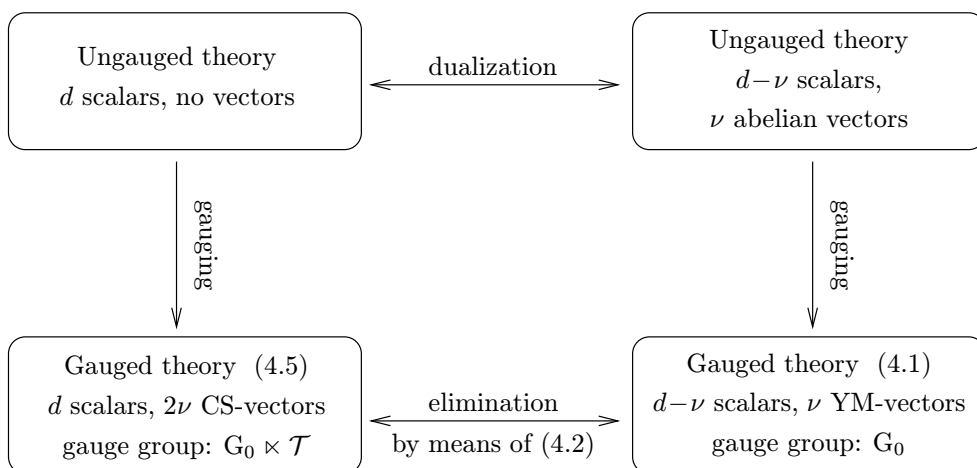 Ungauged theory
d scalars, no vectors
dualization
Ungauged theory
d−ν scalars,
ν abelian vectors
gauging
gauging
Gauged theory (4.5)
d scalars, 2ν CS-vectors
gauge group: G₀ ⋉ 𝒯
elimination
by means of (4.2)
Gauged theory (4.1)
d−ν scalars, ν YM-vectors
gauge group: G₀